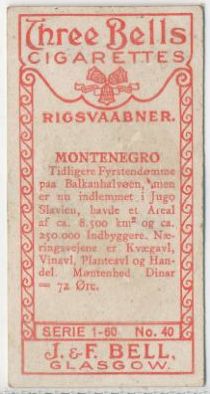 Three Bells
CIGARETTES
RIGSVAABNER.
MONTENEGRO
Tidligere Fyrstendømme
paa Balkanhalvøen, men
er nu indlemmet i Jugo
Slavien, havde et Areal
af ca. 8.500 km² og ca.
250.000 Indbyggere. Næ-
ringsvejene er Kvægavl,
Vinavl, Planteavl og Han-
del. Møntenhed Dinar
= 72 Øre.
SERIE 1-60 No. 40
J. & F. BELL,
GLASGOW.